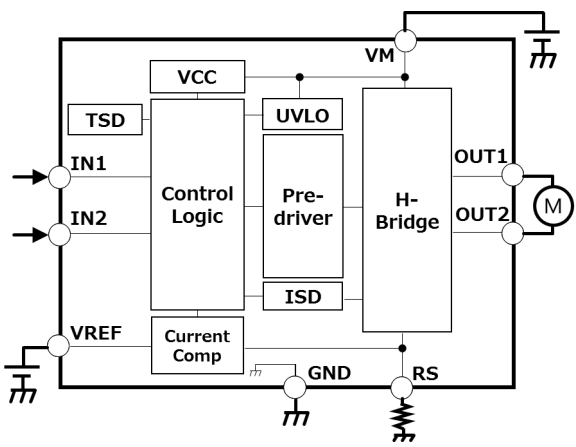 VM
VCC
TSD
UVLO
IN1
OUT1
Control
Logic
Pre-
driver
H-
Bridge
M
IN2
OUT2
ISD
VREF
Current
Comp
GND
RS